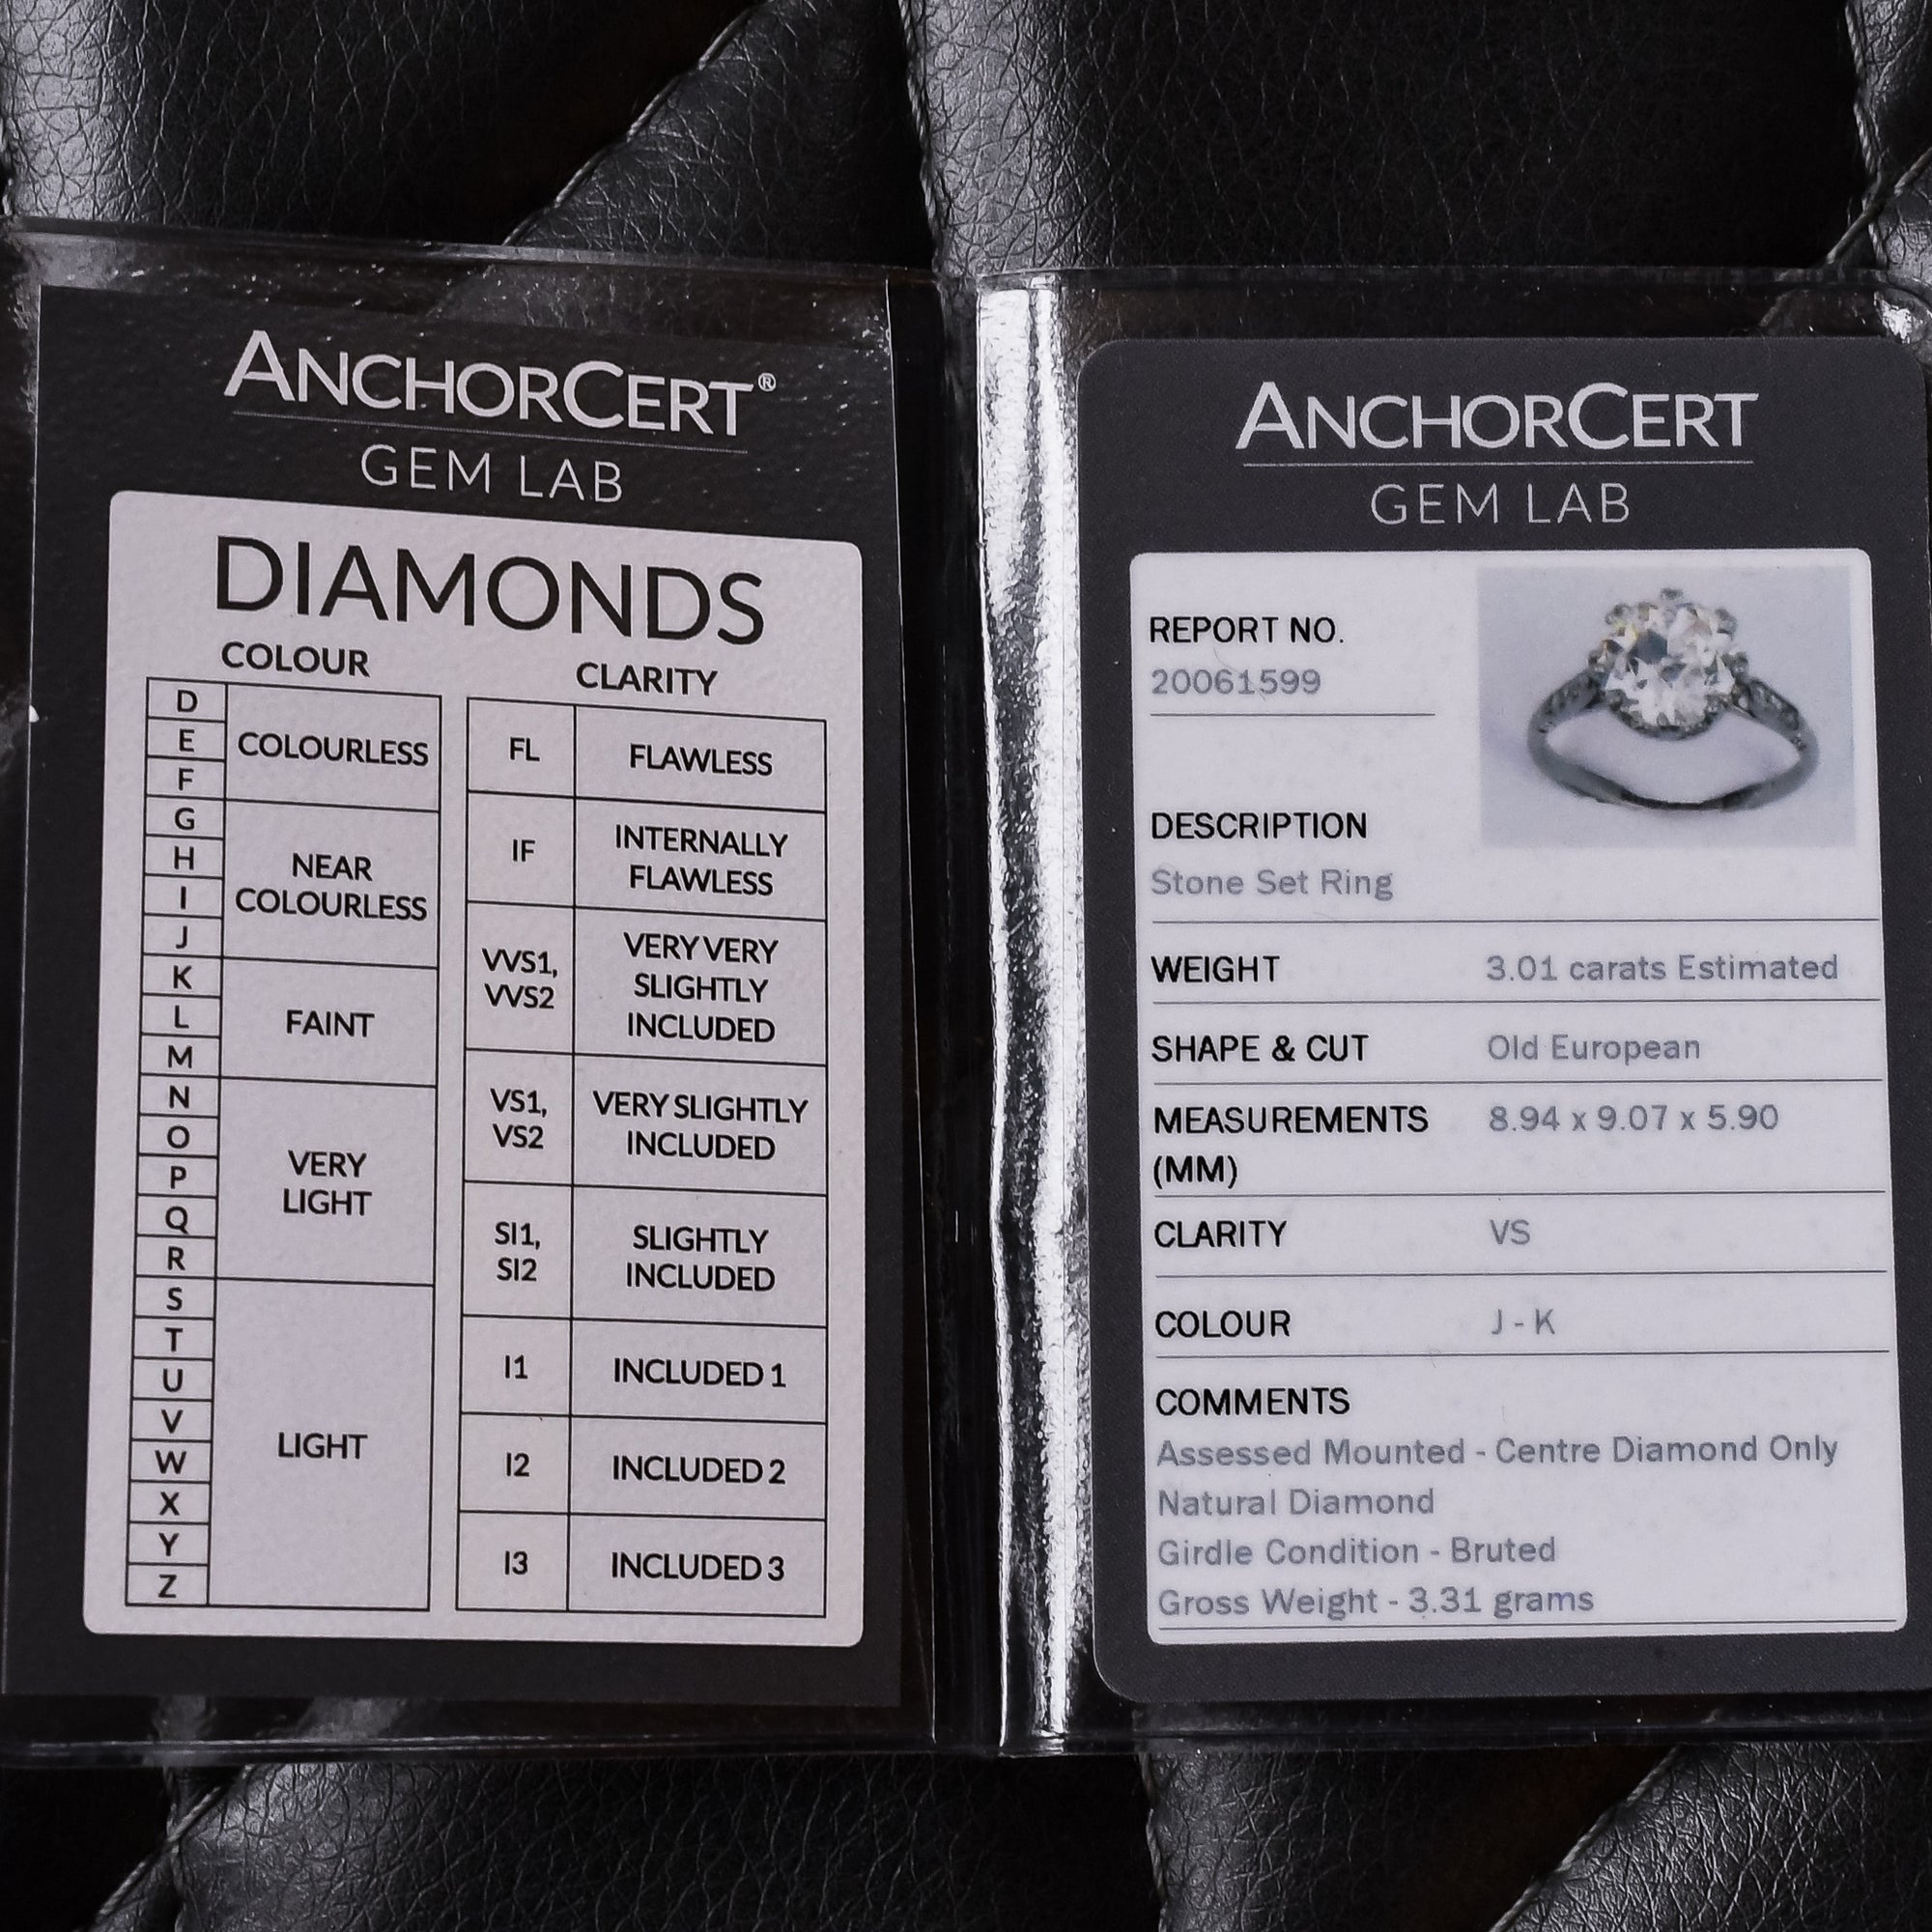 ANCHORCERT®
GEM LAB
DIAMONDS
COLOUR
D
E
F
COLOURLESS
G
H
I
J
NEAR
COLOURLESS
K
L
M
FAINT
N
O
P
Q
R
VERY
LIGHT
S
T
U
V
W
X
Y
Z
LIGHT
CLARITY
FL FLAWLESS
IF INTERNALLY
FLAWLESS
VVS1,
VVS2
VERY VERY
SLIGHTLY
INCLUDED
VS1,
VS2
VERY SLIGHTLY
INCLUDED
SI1,
SI2
SLIGHTLY
INCLUDED
I1 INCLUDED 1
I2 INCLUDED 2
I3 INCLUDED 3
ANCHORCERT
GEM LAB
REPORT NO.
20061599
DESCRIPTION
Stone Set Ring
WEIGHT 3.01 carats Estimated
SHAPE & CUT Old European
MEASUREMENTS 8.94 x 9.07 x 5.90
(MM)
CLARITY VS
COLOUR J - K
COMMENTS
Assessed Mounted - Centre Diamond Only
Natural Diamond
Girdle Condition - Bruted
Gross Weight - 3.31 grams